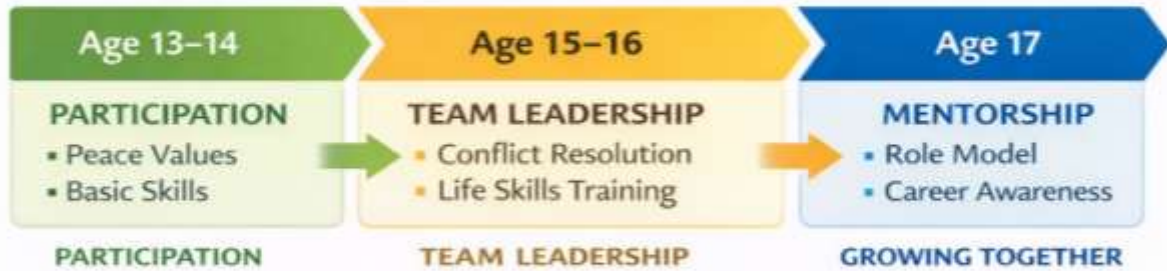 Age 13–14
Age 15–16
Age 17
PARTICIPATION
▪ Peace Values
▪ Basic Skills
TEAM LEADERSHIP
▪ Conflict Resolution
▪ Life Skills Training
MENTORSHIP
▪ Role Model
▪ Career Awareness
PARTICIPATION
TEAM LEADERSHIP
GROWING TOGETHER